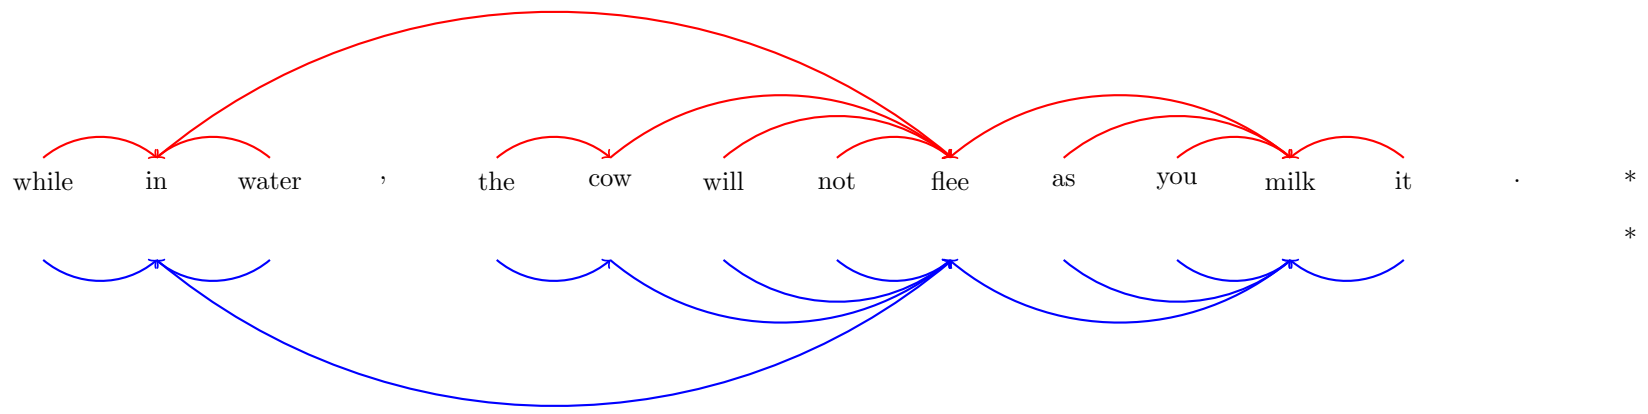 while in water , the cow will not flee as you milk it . *
*